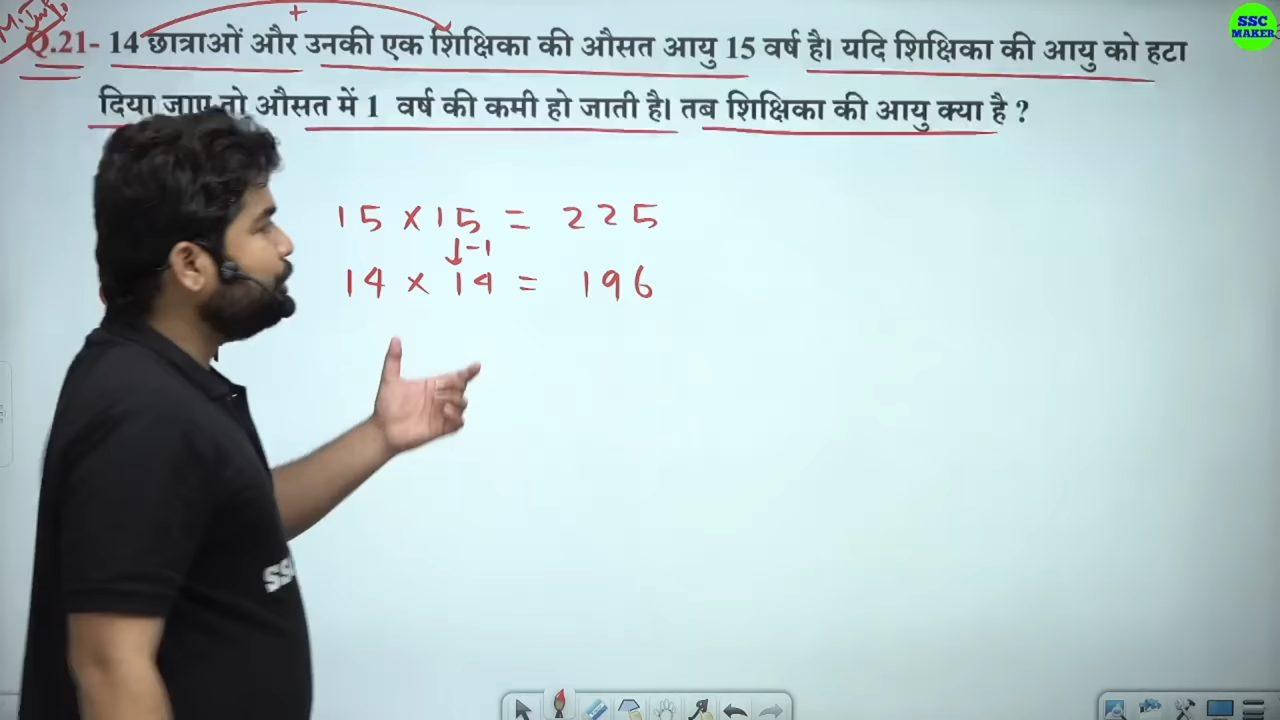 Q.21- 14 छात्राओं और उनकी एक शिक्षिका की औसत आयु 15 वर्ष है। यदि शिक्षिका की आयु को हटा
दिया जाए तो औसत में 1 वर्ष की कमी हो जाती है। तब शिक्षिका की आयु क्या है ?
+
SSC
MAKER
15 × 15 = 225
↓-1
14 × 14 = 196
SS